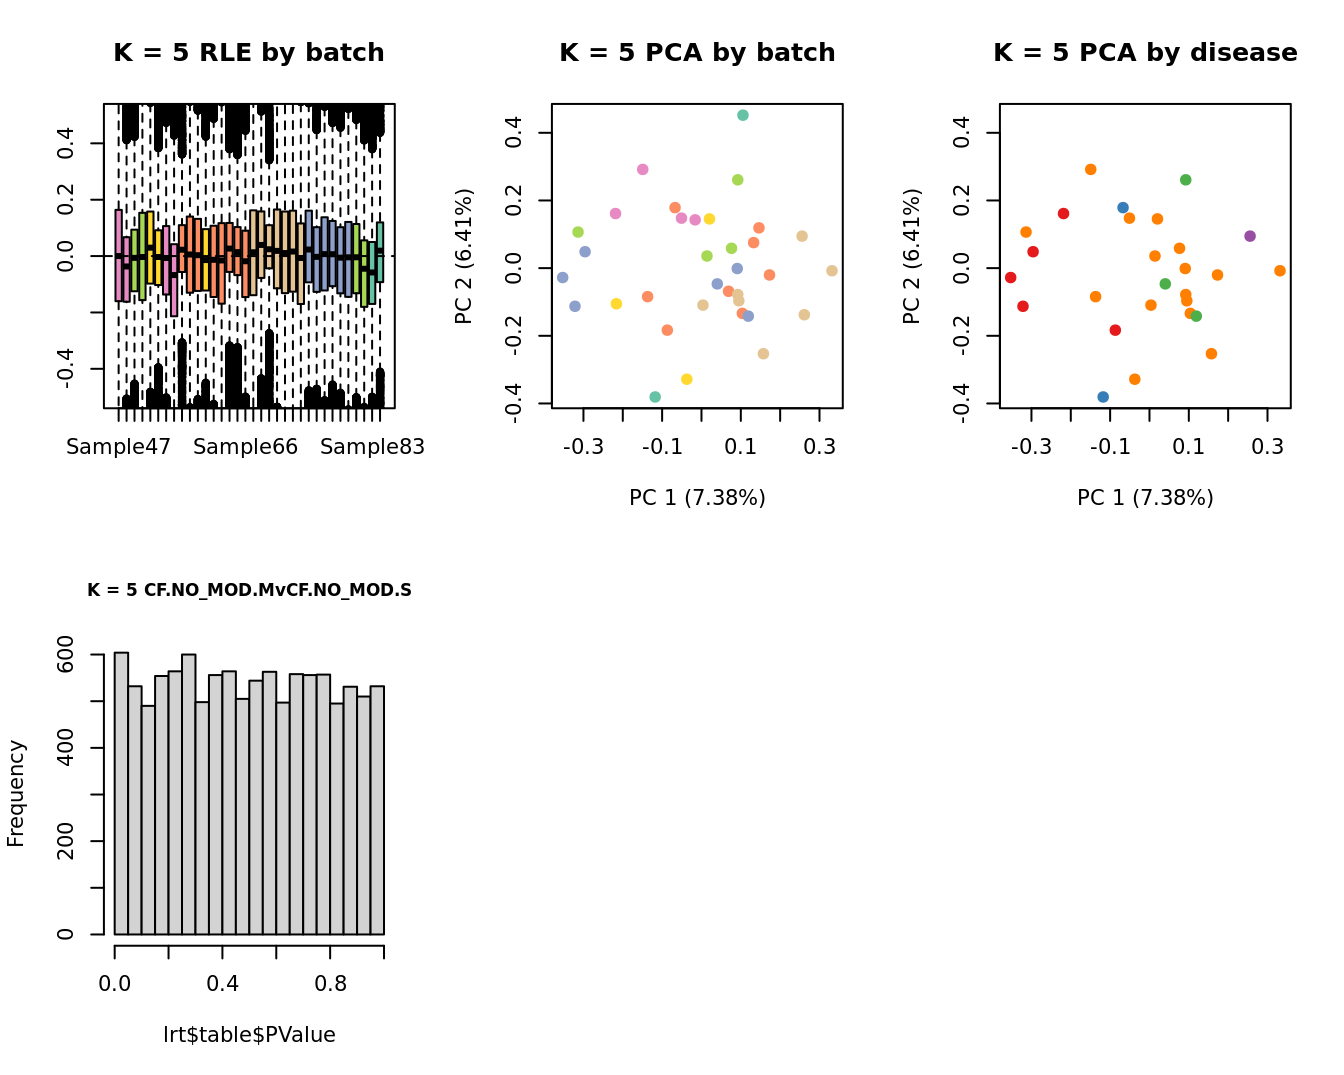 K = 5 RLE by batch
0.4
0.2
0.0
-0.4
Sample47 Sample66 Sample83
K = 5 PCA by batch
PC 2 (6.41%)
0.4
0.2
0.0
-0.2
-0.4
-0.3 -0.1 0.1 0.3
PC 1 (7.38%)
K = 5 PCA by disease
PC 2 (6.41%)
0.4
0.2
0.0
-0.2
-0.4
-0.3 -0.1 0.1 0.3
PC 1 (7.38%)
K = 5 CF.NO_MOD.MvCF.NO_MOD.S
Frequency
600
400
200
0
0.0 0.4 0.8
lrt$table$PValue